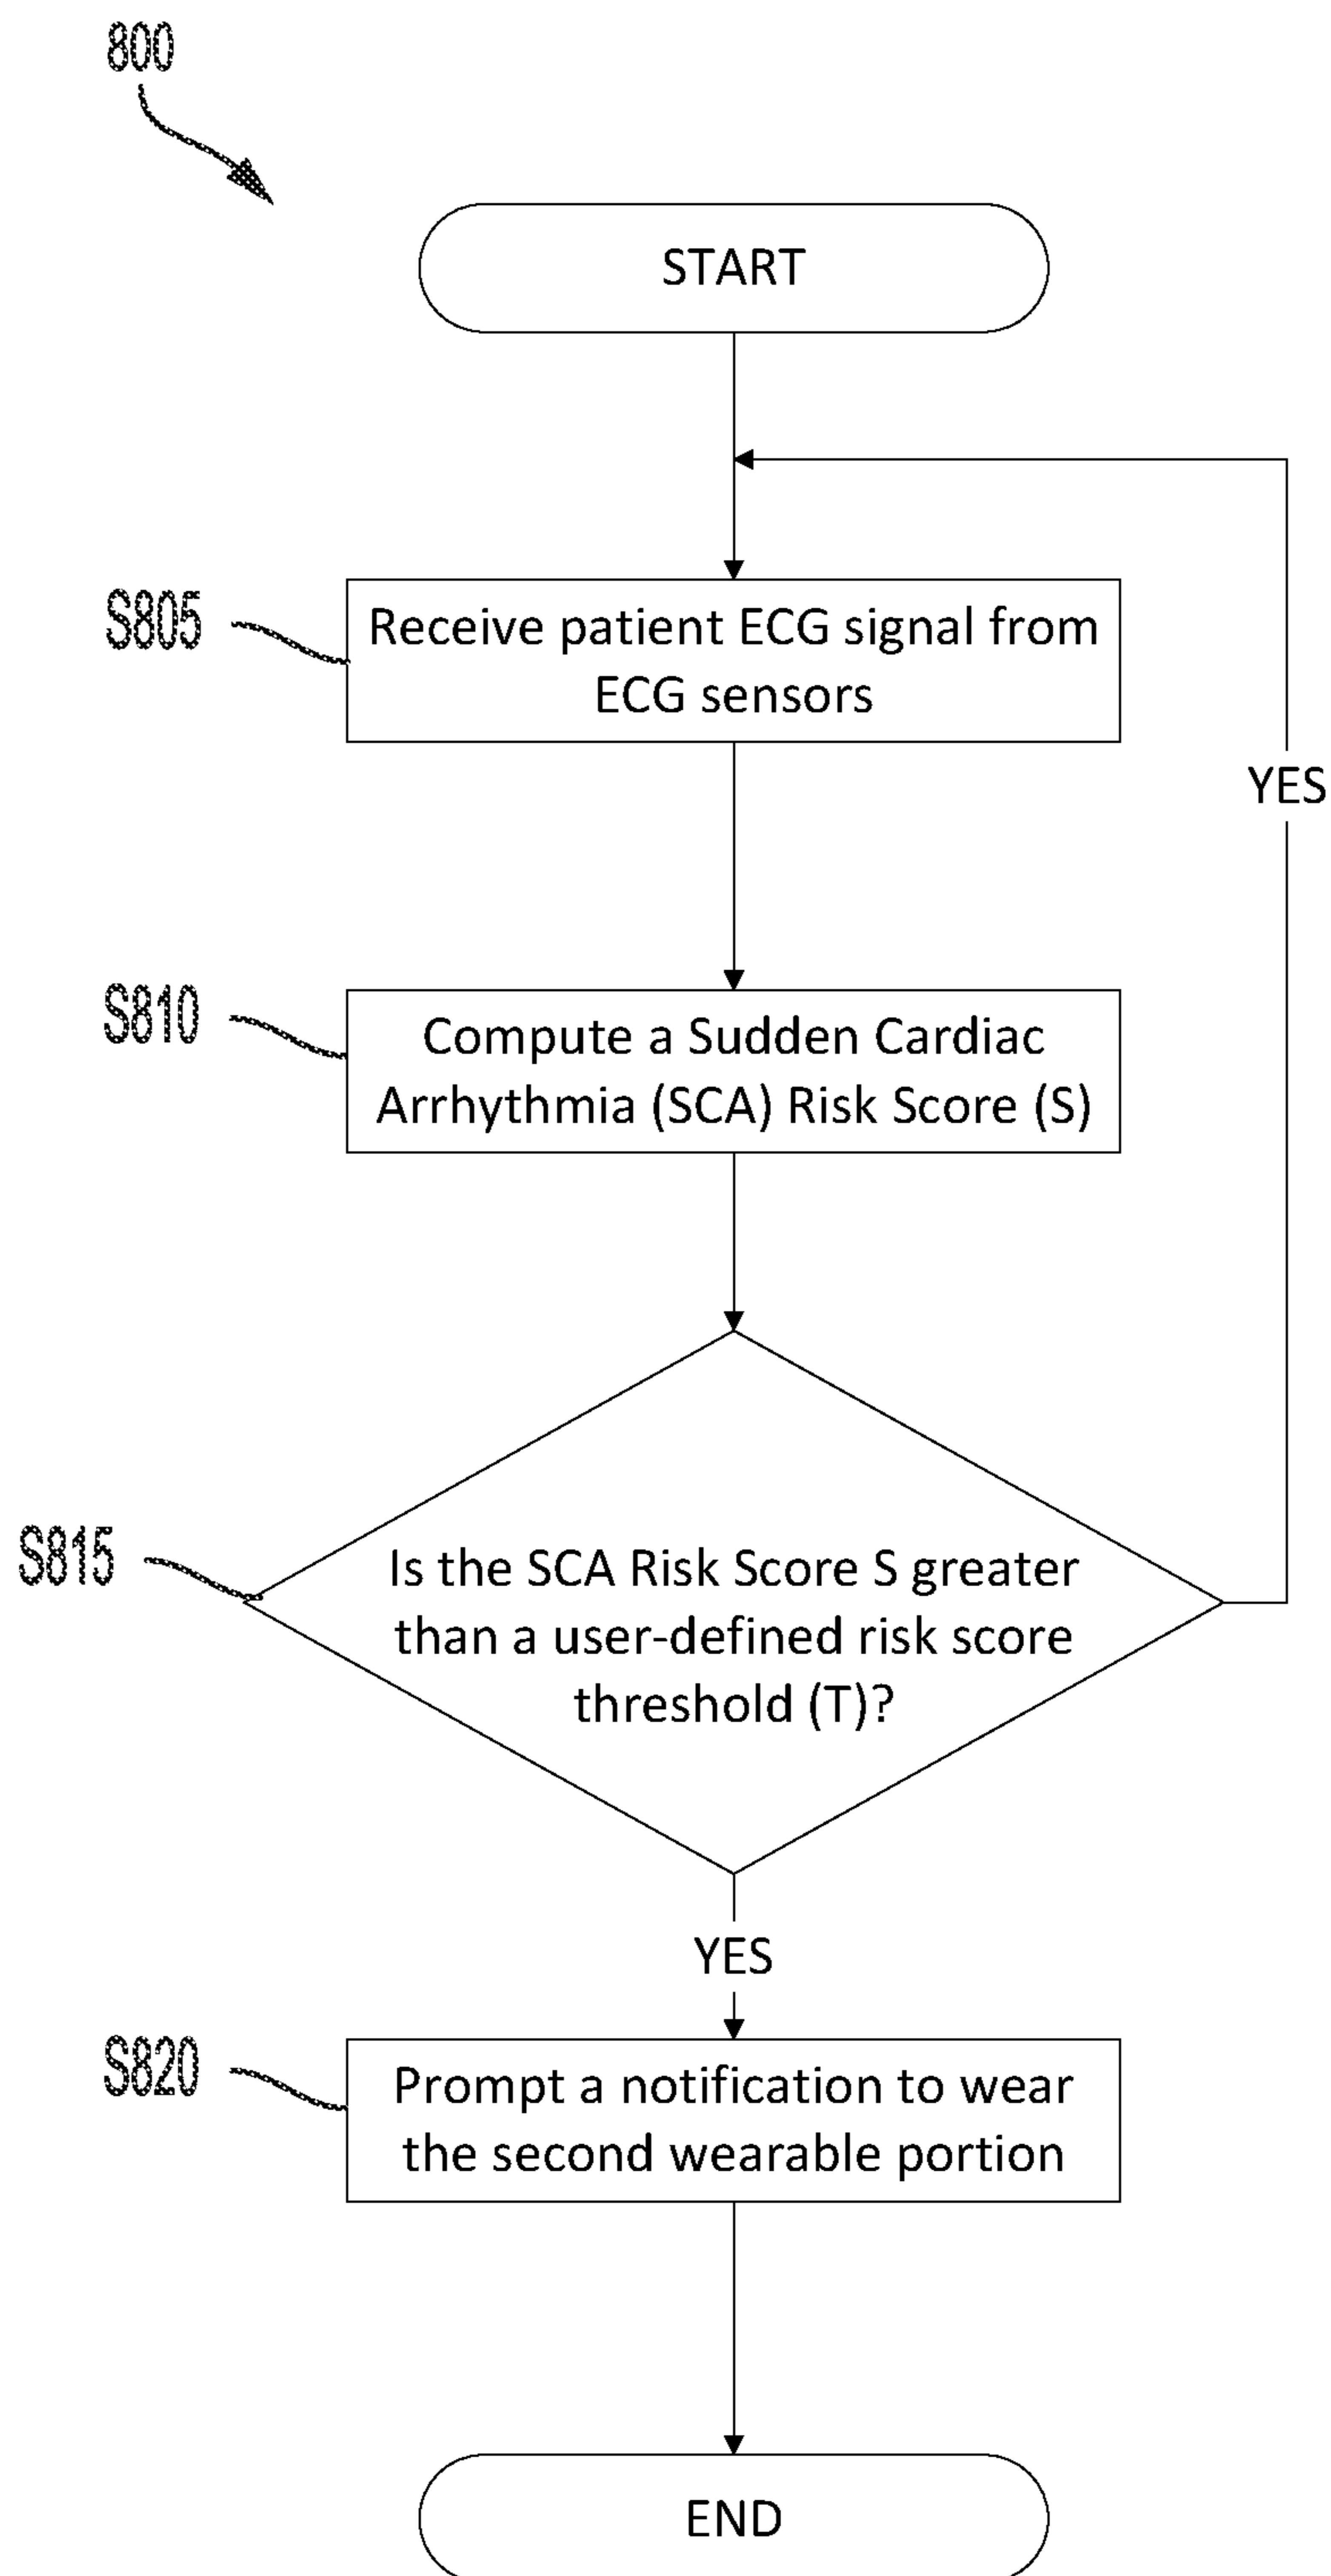 800
START
S805
Receive patient ECG signal from
ECG sensors
YES
S810
Compute a Sudden Cardiac
Arrhythmia (SCA) Risk Score (S)
S815
Is the SCA Risk Score S greater
than a user-defined risk score
threshold (T)?
YES
S820
Prompt a notification to wear
the second wearable portion
END